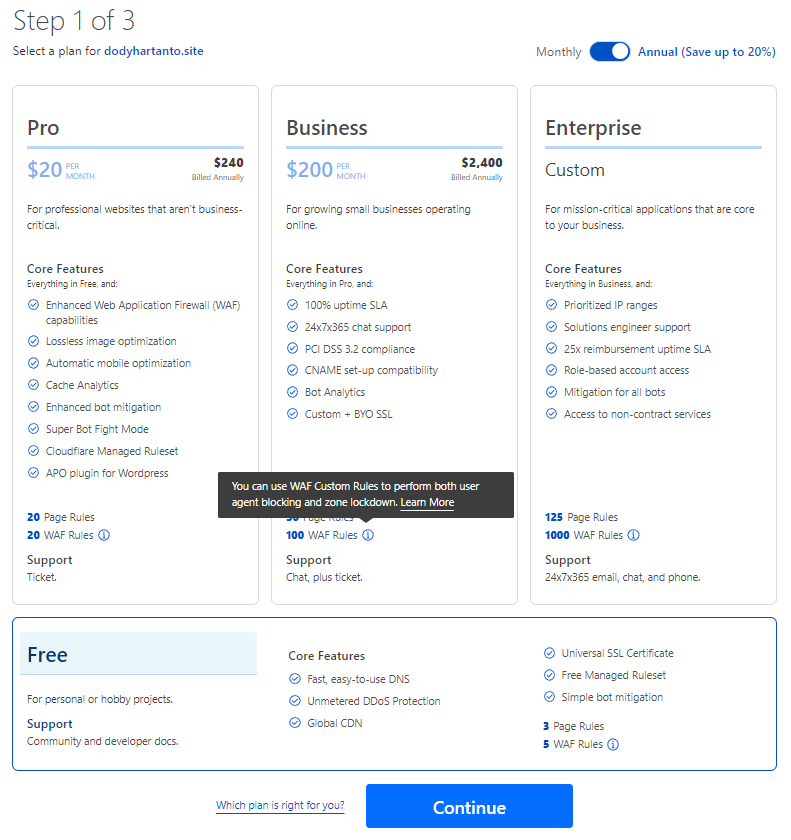 Step 1 of 3
Select a plan for dodyhartanto.site
Monthly
Annual (Save up to 20%)
Pro
$20 PER MONTH
$240
Billed Annually
For professional websites that aren't business-
critical.
Core Features
Everything in Free, and:
Enhanced Web Application Firewall (WAF)
capabilities
Lossless image optimization
Automatic mobile optimization
Cache Analytics
Enhanced bot mitigation
Super Bot Fight Mode
Cloudflare Managed Ruleset
APO plugin for Wordpress
20 Page Rules
20 WAF Rules
Support
Ticket.
Business
$200 PER MONTH
$2,400
Billed Annually
For growing small businesses operating
online.
Core Features
Everything in Pro, and:
100% uptime SLA
24x7x365 chat support
PCI DSS 3.2 compliance
CNAME set-up compatibility
Bot Analytics
Custom + BYO SSL
You can use WAF Custom Rules to perform both user
agent blocking and zone lockdown. Learn More
Page Rules
100 WAF Rules
Support
Chat, plus ticket.
Enterprise
Custom
For mission-critical applications that are core
to your business.
Core Features
Everything in Business, and:
Prioritized IP ranges
Solutions engineer support
25x reimbursement uptime SLA
Role-based account access
Mitigation for all bots
Access to non-contract services
125 Page Rules
1000 WAF Rules
Support
24x7x365 email, chat, and phone.
Free
For personal or hobby projects.
Support
Community and developer docs.
Core Features
Fast, easy-to-use DNS
Unmetered DDoS Protection
Global CDN
Universal SSL Certificate
Free Managed Ruleset
Simple bot mitigation
3 Page Rules
5 WAF Rules
Which plan is right for you?
Continue